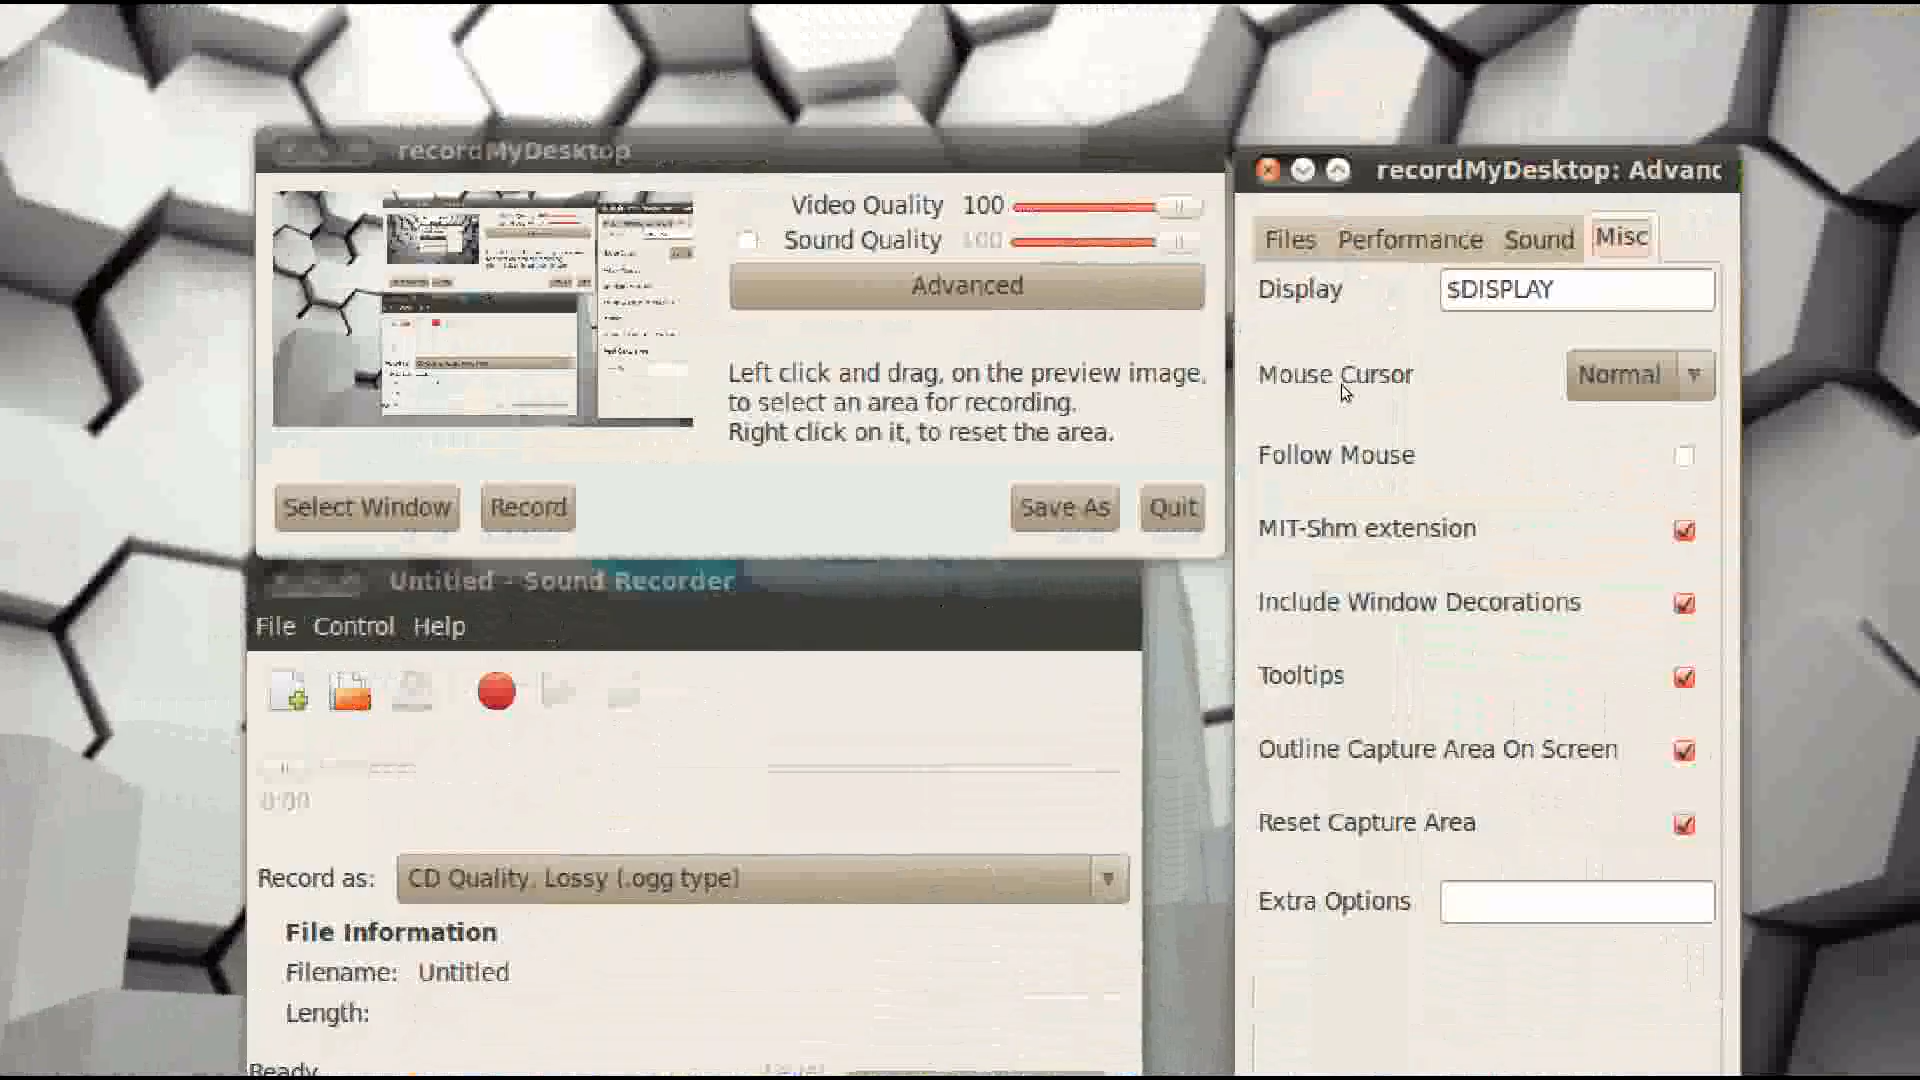 recordMyDesktop
Video Quality 100
Sound Quality 100
Advanced
Left click and drag, on the preview image,
to select an area for recording.
Right click on it, to reset the area.
Select Window Record Save As Quit
Untitled - Sound Recorder
File Control Help
0:00
Record as: CD Quality, Lossy (.ogg type)
File Information
Filename: Untitled
Length:
Ready
recordMyDesktop: Advanc
Files Performance Sound Misc
Display $DISPLAY
Mouse Cursor Normal
Follow Mouse
MIT-Shm extension
Include Window Decorations
Tooltips
Outline Capture Area On Screen
Reset Capture Area
Extra Options